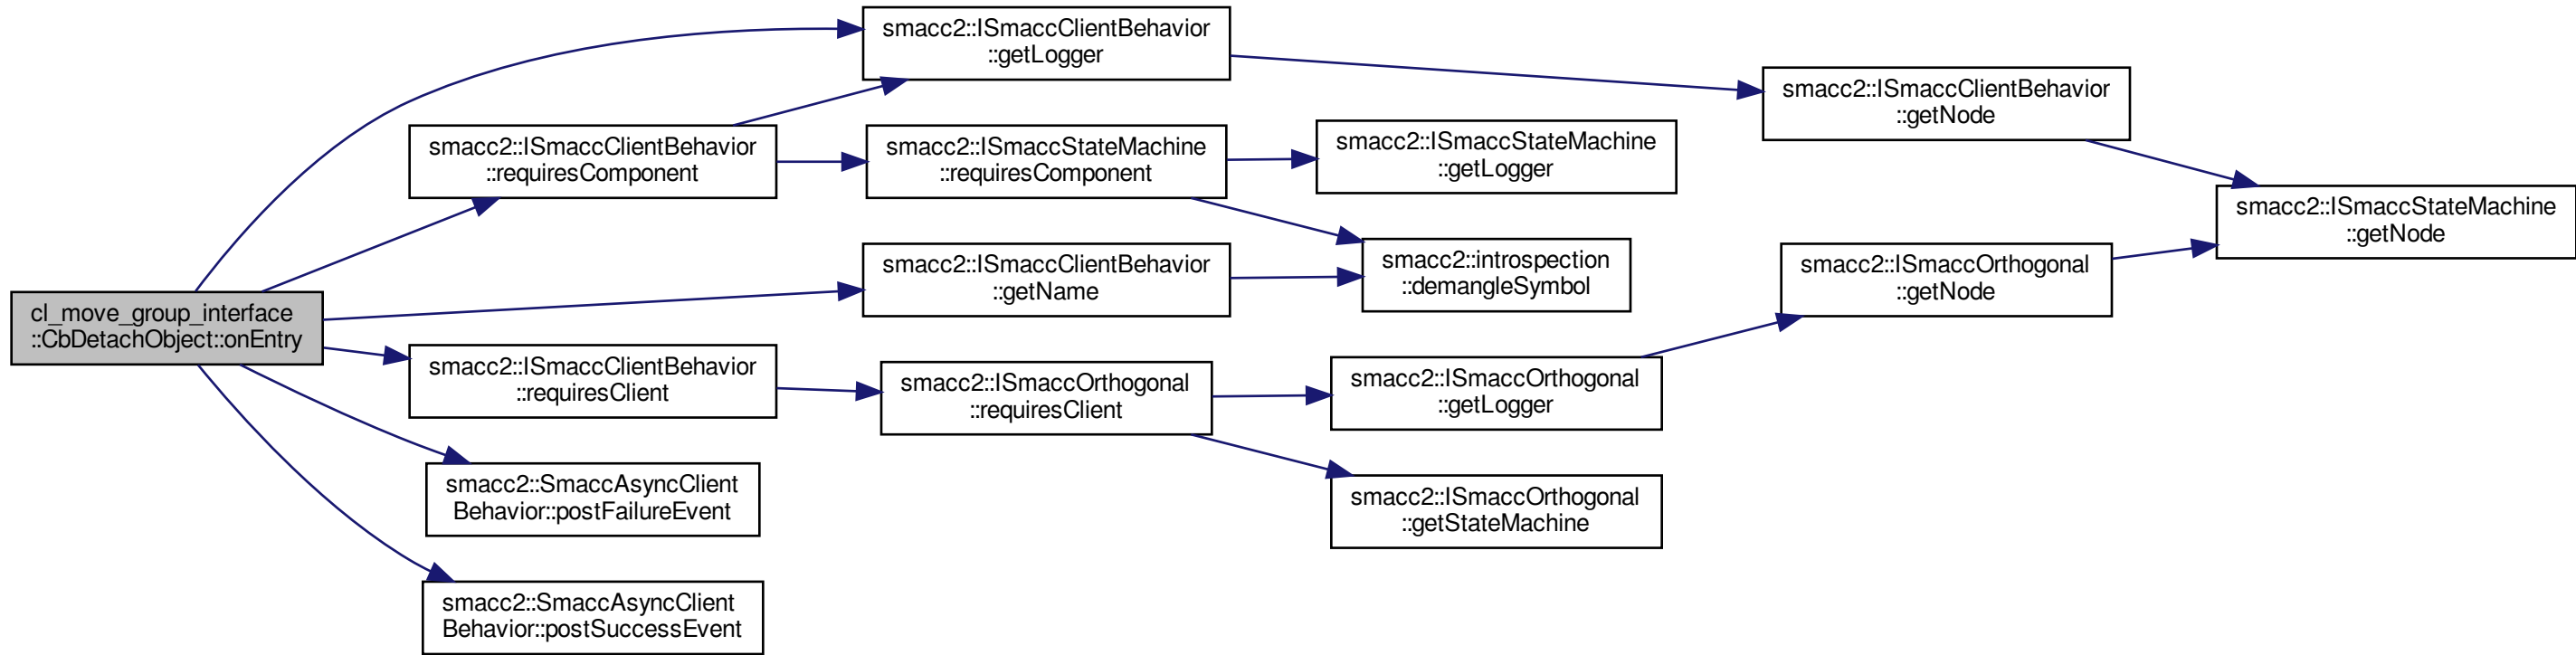 smacc2::ISmaccClientBehavior
::getLogger
smacc2::ISmaccClientBehavior
::getNode
smacc2::ISmaccClientBehavior
::requiresComponent
smacc2::ISmaccStateMachine
::requiresComponent
smacc2::ISmaccStateMachine
::getLogger
smacc2::ISmaccStateMachine
::getNode
smacc2::ISmaccClientBehavior
::getName
smacc2::introspection
::demangleSymbol
smacc2::ISmaccOrthogonal
::getNode
cl_move_group_interface
::CbDetachObject::onEntry
smacc2::ISmaccClientBehavior
::requiresClient
smacc2::ISmaccOrthogonal
::requiresClient
smacc2::ISmaccOrthogonal
::getLogger
smacc2::SmaccAsyncClient
Behavior::postFailureEvent
smacc2::ISmaccOrthogonal
::getStateMachine
smacc2::SmaccAsyncClient
Behavior::postSuccessEvent